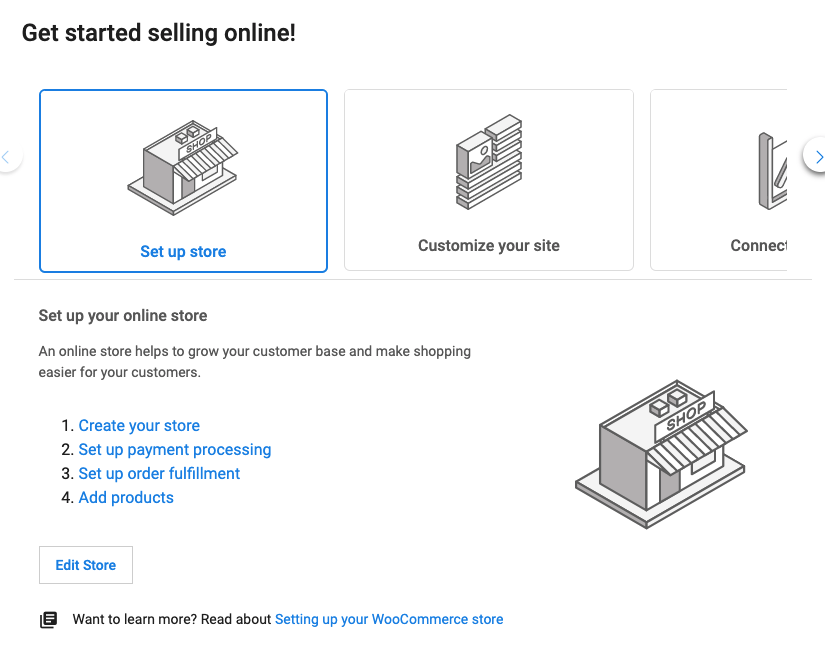 Get started selling online!
SHOP
Set up store
Customize your site
Connect
Set up your online store
An online store helps to grow your customer base and make shopping
easier for your customers.
1. Create your store
2. Set up payment processing
3. Set up order fulfillment
4. Add products
SHOP
Edit Store
Want to learn more? Read about Setting up your WooCommerce store